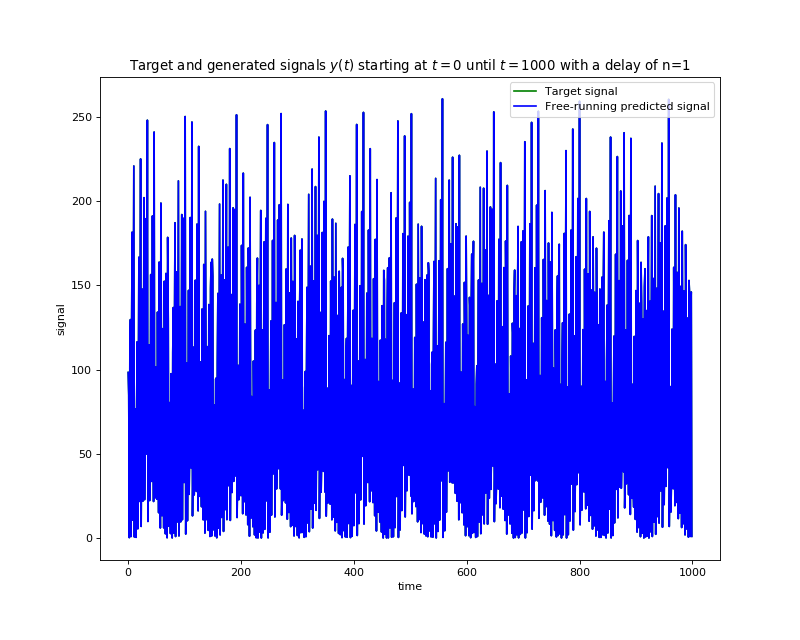 Target and generated signals y(t) starting at t = 0 until t = 1000 with a delay of n=1
Target signal
Free-running predicted signal
250
200
150
100
50
0
signal
0 200 400 600 800 1000
time